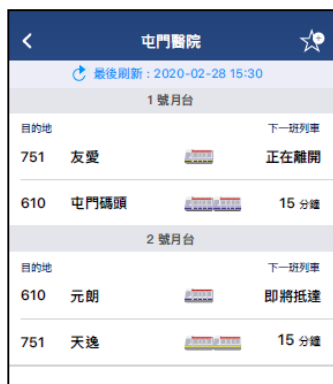 屯門醫院
最後刷新 : 2020-02-28 15:30
1 號月台
目的地 下一班列車
751 友愛 正在離開
610 屯門碼頭 15 分鐘
2 號月台
目的地 下一班列車
610 元朗 即將抵達
751 天逸 15 分鐘